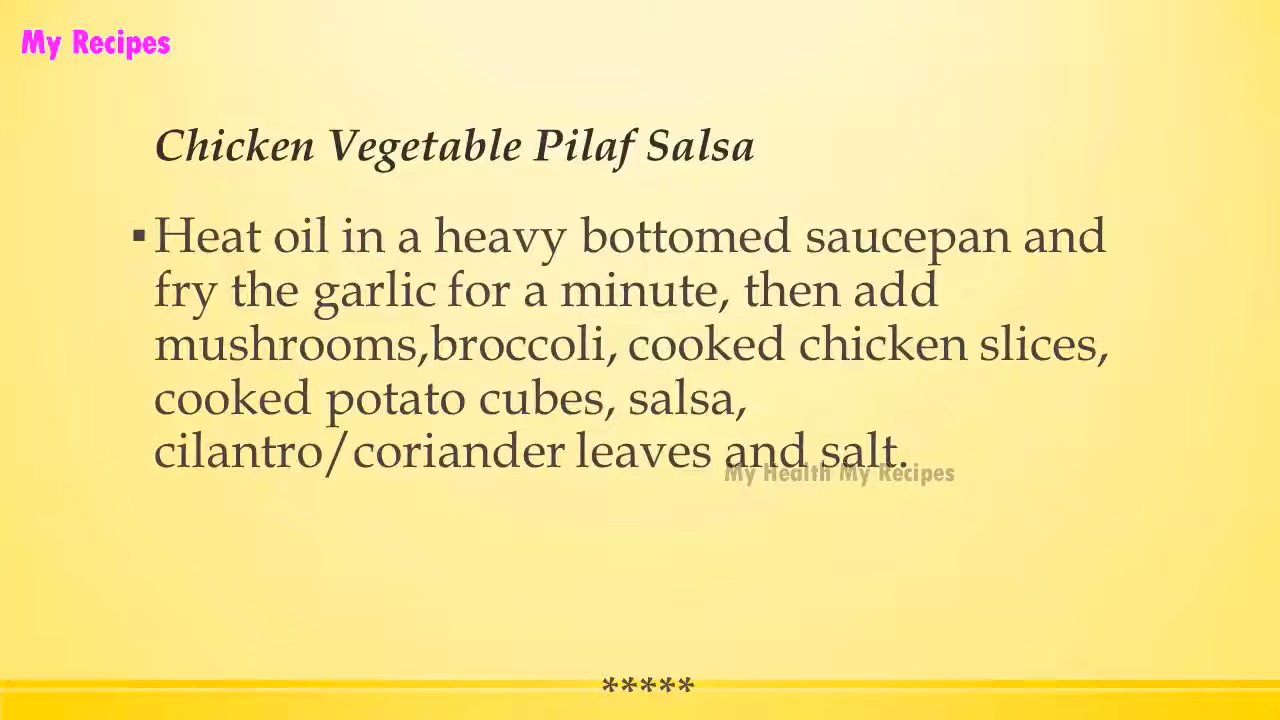 My Recipes
Chicken Vegetable Pilaf Salsa
▪Heat oil in a heavy bottomed saucepan and
fry the garlic for a minute, then add
mushrooms,broccoli, cooked chicken slices,
cooked potato cubes, salsa,
cilantro/coriander leaves and salt.
My Health My Recipes
*****